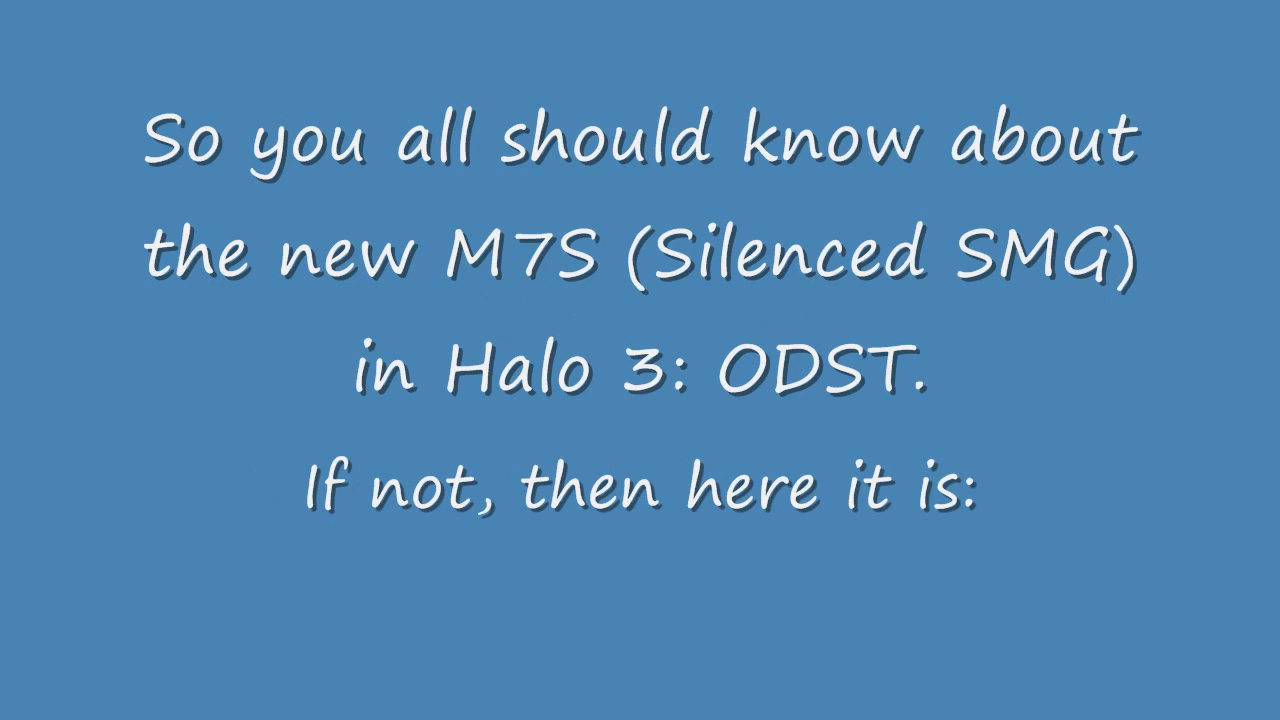 So you all should know about
the new M7S (Silenced SMG)
in Halo 3: ODST.
If not, then here it is: